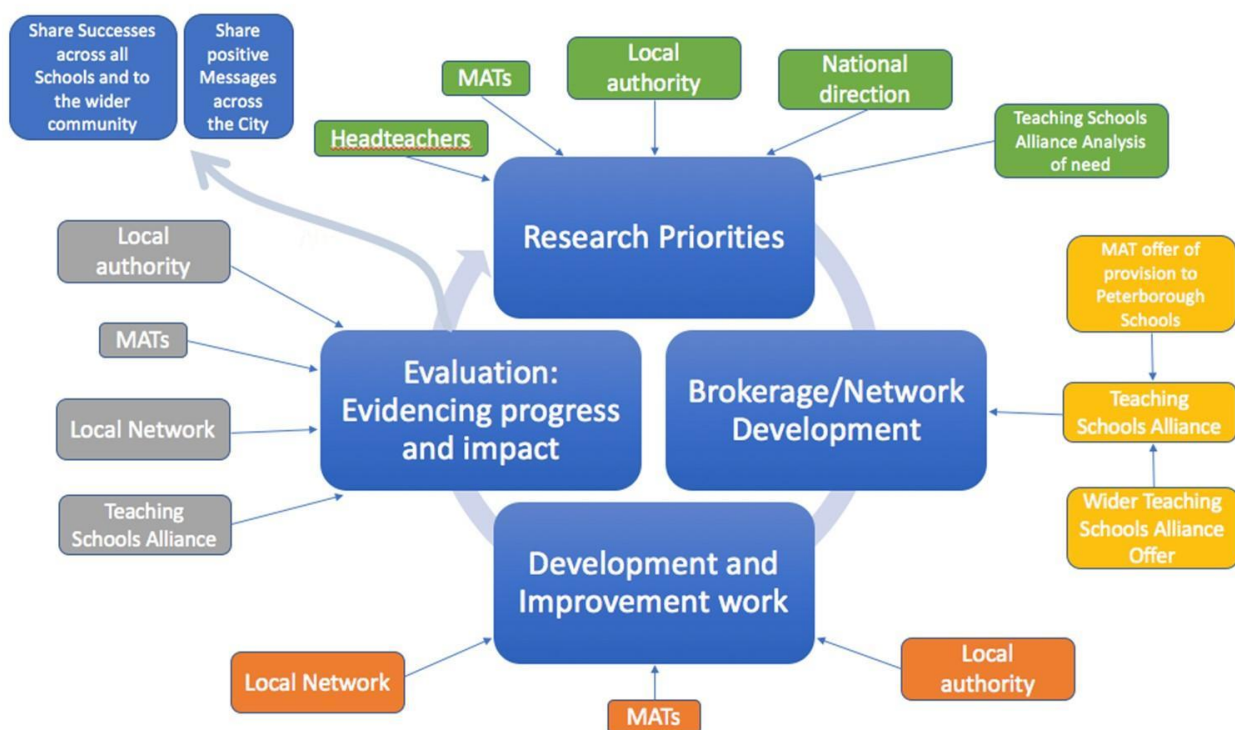 Share Successes
across all
Schools and to
the wider
community
Share
positive
Messages
across
the City
Headteachers
MATs
Local
authority
National
direction
Teaching Schools
Alliance Analysis
of need
Research Priorities
MAT offer of
provision to
Peterborough
Schools
Teaching
Schools Alliance
Wider Teaching
Schools Alliance
Offer
Brokerage/Network
Development
Development and
Improvement work
Local Network
MATs
Local
authority
Evaluation:
Evidencing progress
and impact
Local
authority
MATs
Local Network
Teaching
Schools Alliance